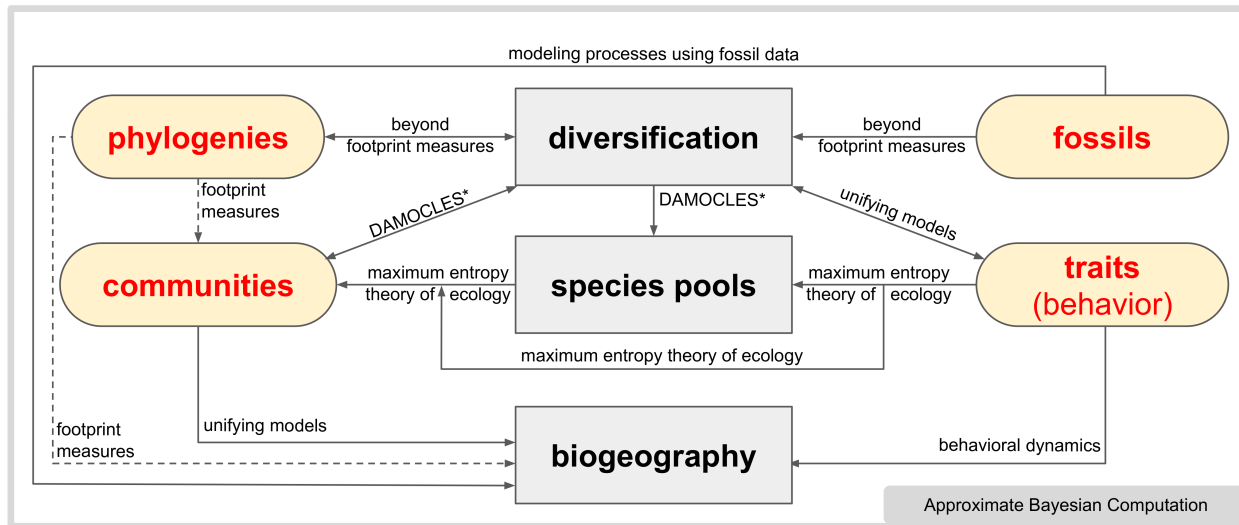 modeling processes using fossil data
phylogenies
beyond
footprint measures
diversification
beyond
footprint measures
fossils
footprint
measures
DAMOCLES*
DAMOCLES*
unifying models
communities
maximum entropy
theory of ecology
species pools
maximum entropy
theory of ecology
traits
(behavior)
maximum entropy theory of ecology
footprint
measures
unifying models
biogeography
behavioral dynamics
Approximate Bayesian Computation